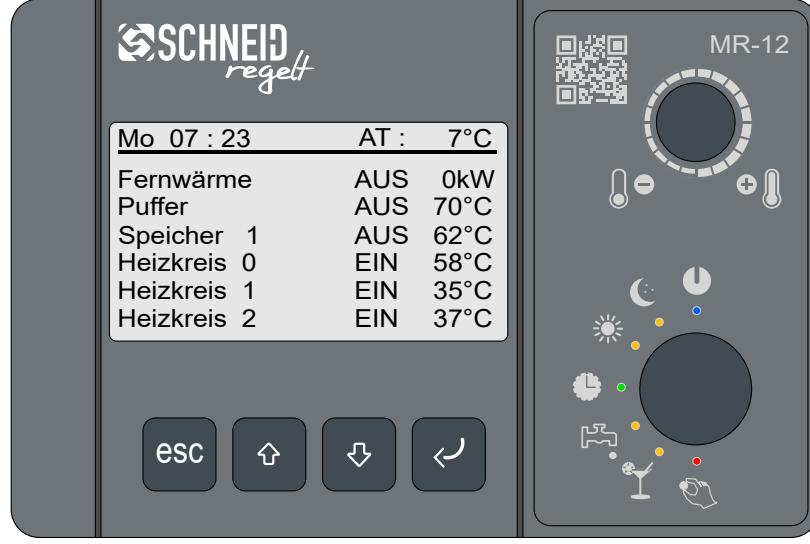 SCHNEID
regelt
MR-12
Mo 07 : 23 AT : 7°C
Fernwärme AUS 0kW
Puffer AUS 70°C
Speicher 1 AUS 62°C
Heizkreis 0 EIN 58°C
Heizkreis 1 EIN 35°C
Heizkreis 2 EIN 37°C
esc